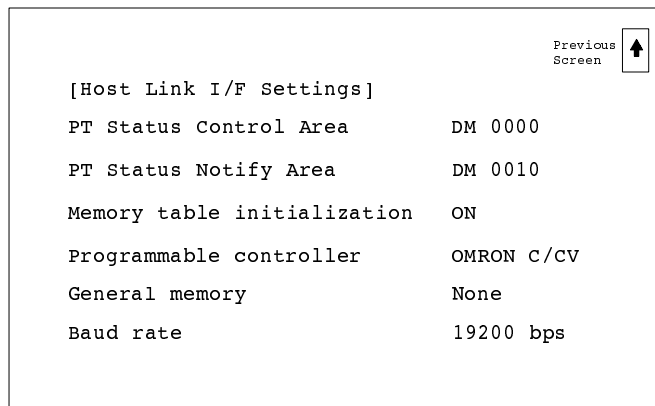 Previous
Screen
[Host Link I/F Settings]
PT Status Control Area DM 0000
PT Status Notify Area DM 0010
Memory table initialization ON
Programmable controller OMRON C/CV
General memory None
Baud rate 19200 bps